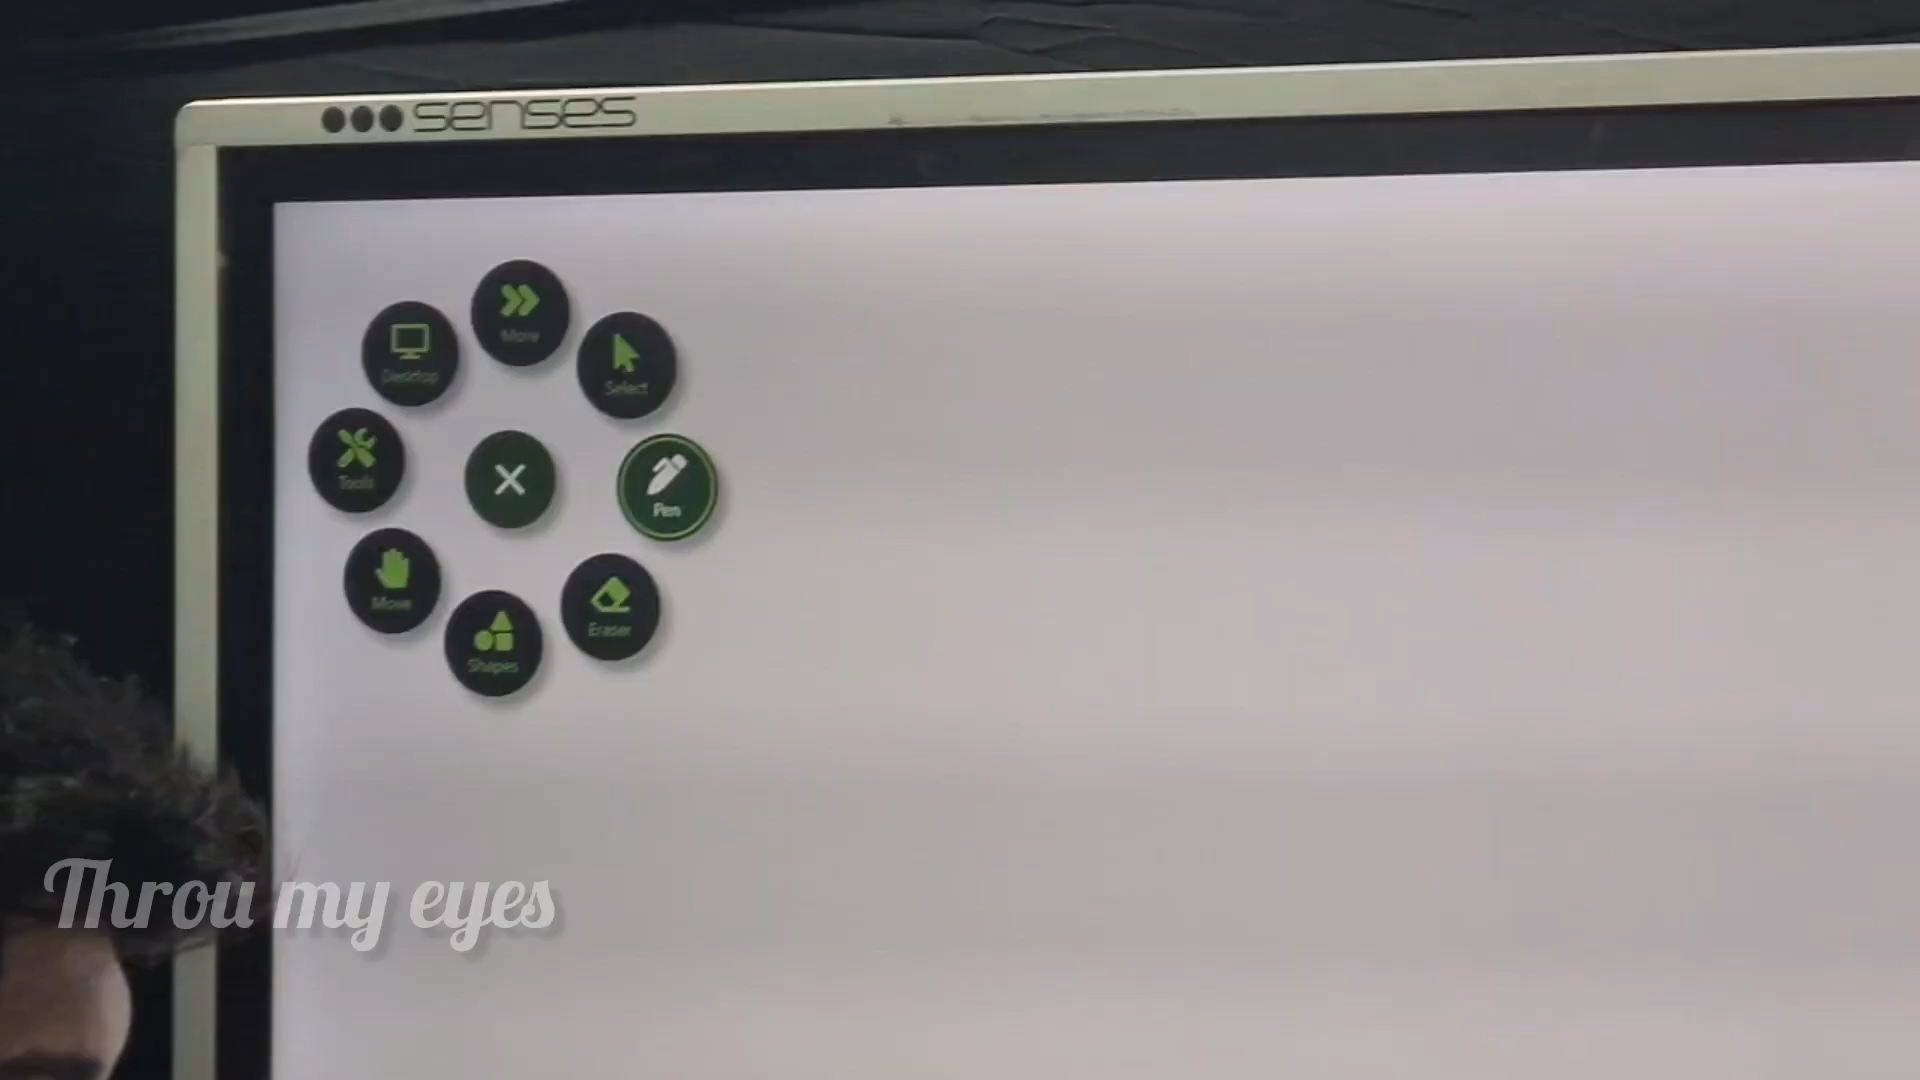 senses
More
Desktop
Select
Tools
Pen
Move
Eraser
Shapes
Throu my eyes